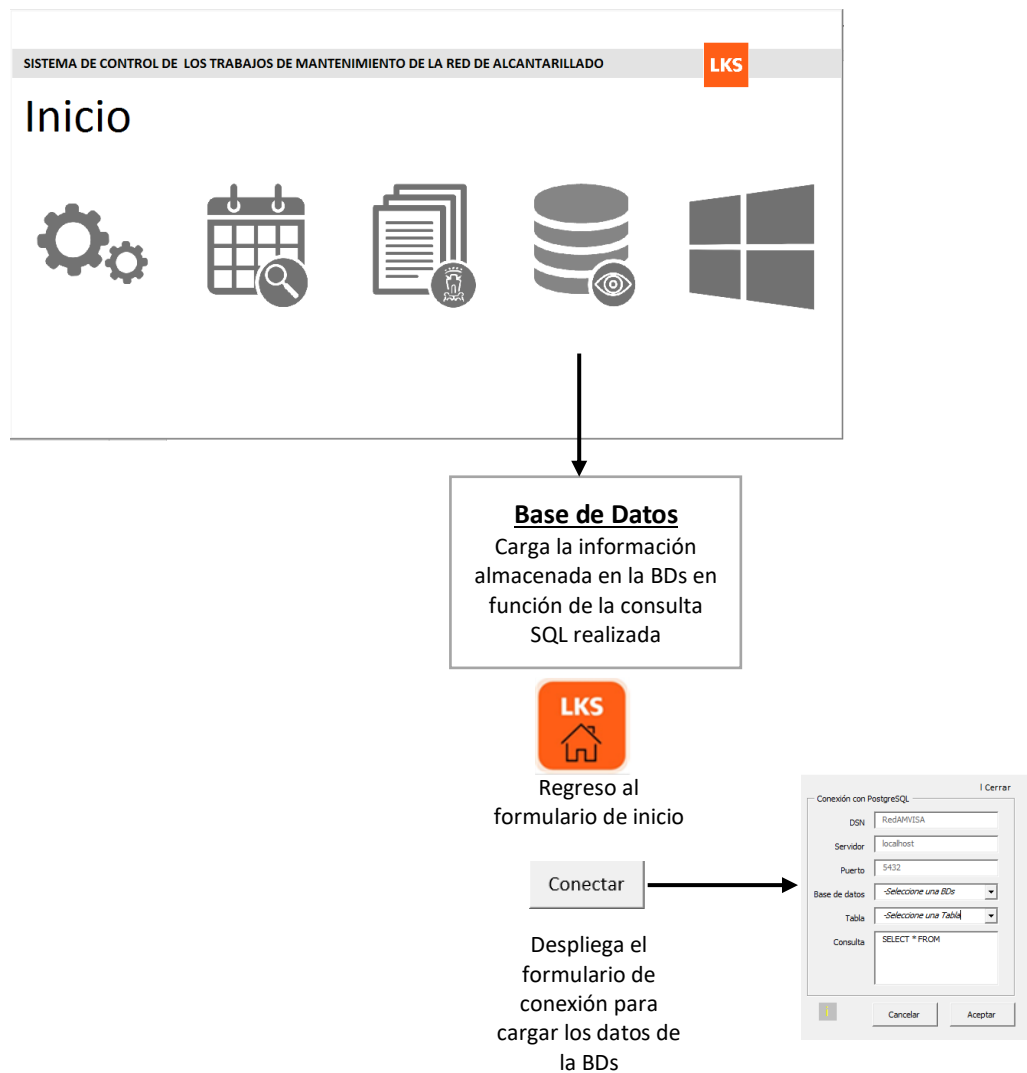 SISTEMA DE CONTROL DE LOS TRABAJOS DE MANTENIMIENTO DE LA RED DE ALCANTARILLADO
LKS
Inicio
Base de Datos
Carga la información
almacenada en la BDs en
función de la consulta
SQL realizada
LKS
Regreso al
formulario de inicio
Conectar
Despliega el
formulario de
conexión para
cargar los datos de
la BDs
l Cerrar
Conexión con PostgreSQL
DSN RedAMVISA
Servidor localhost
Puerto 5432
Base de datos -Seleccione una BDs
Tabla -Seleccione una Tabla
Consulta SELECT * FROM
i Cancelar Aceptar